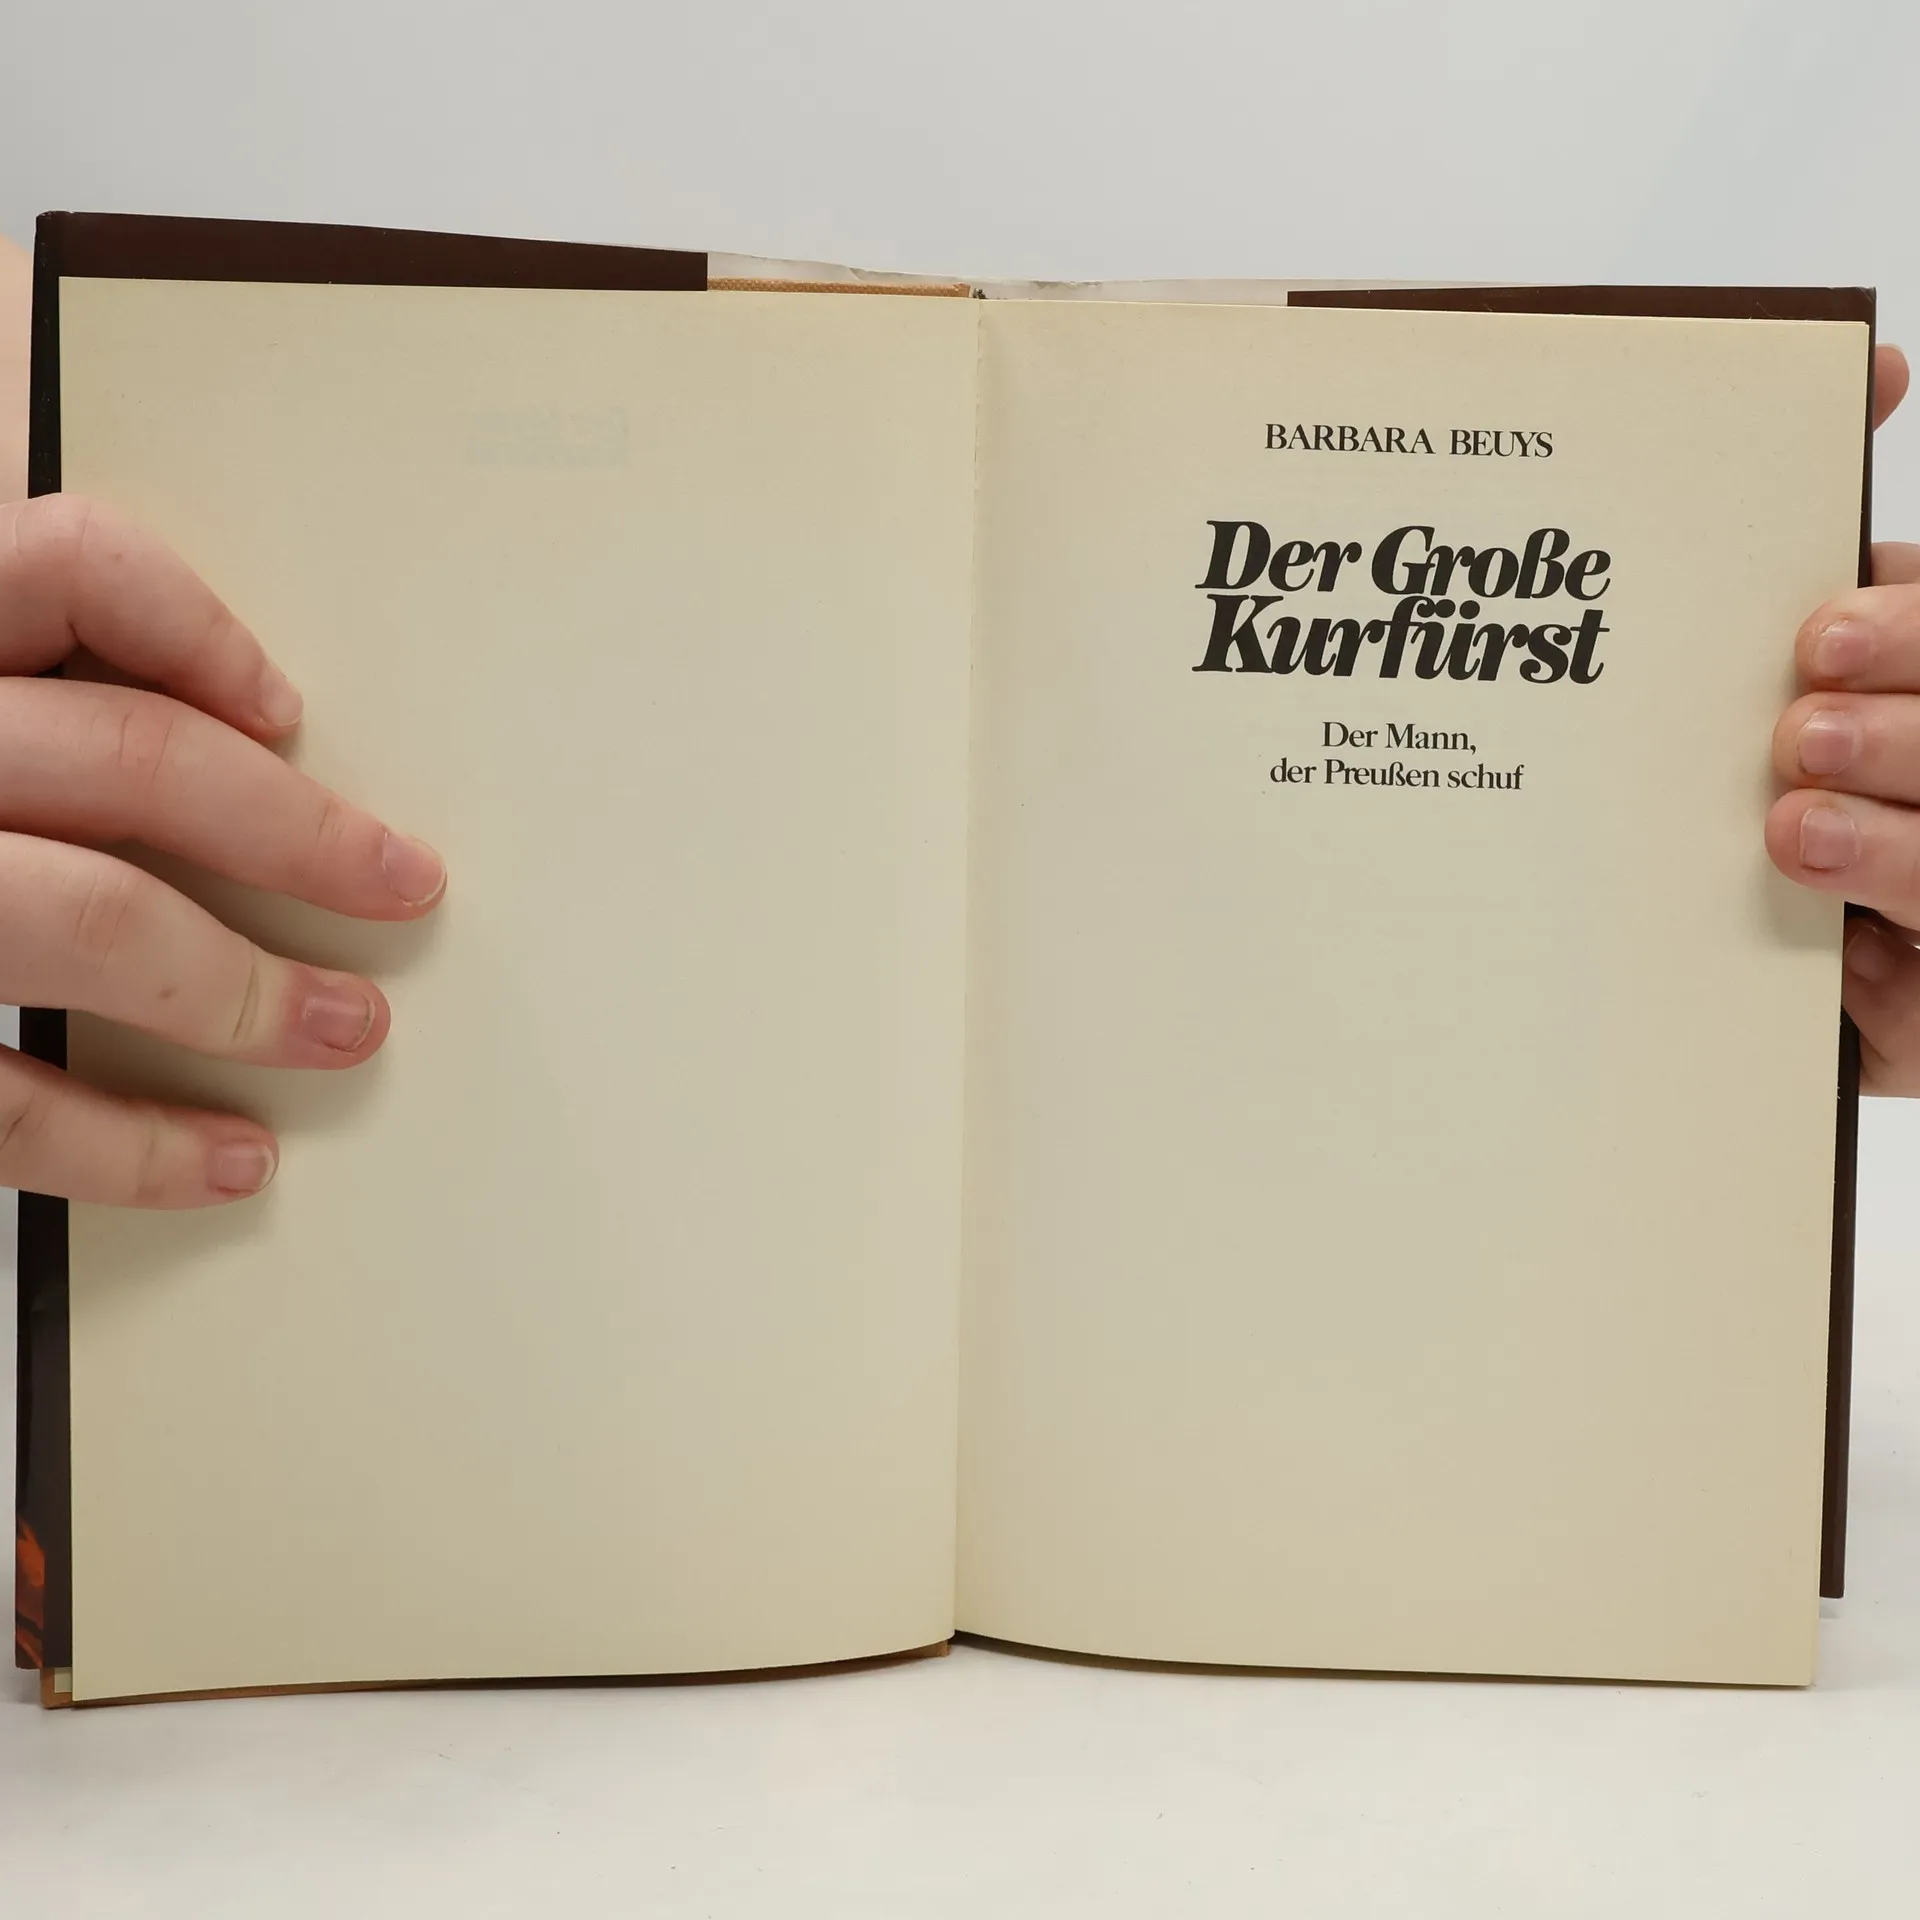 BARBARA BEUYS
Der Große
Kurfürst
Der Mann,
der Preußen schuf